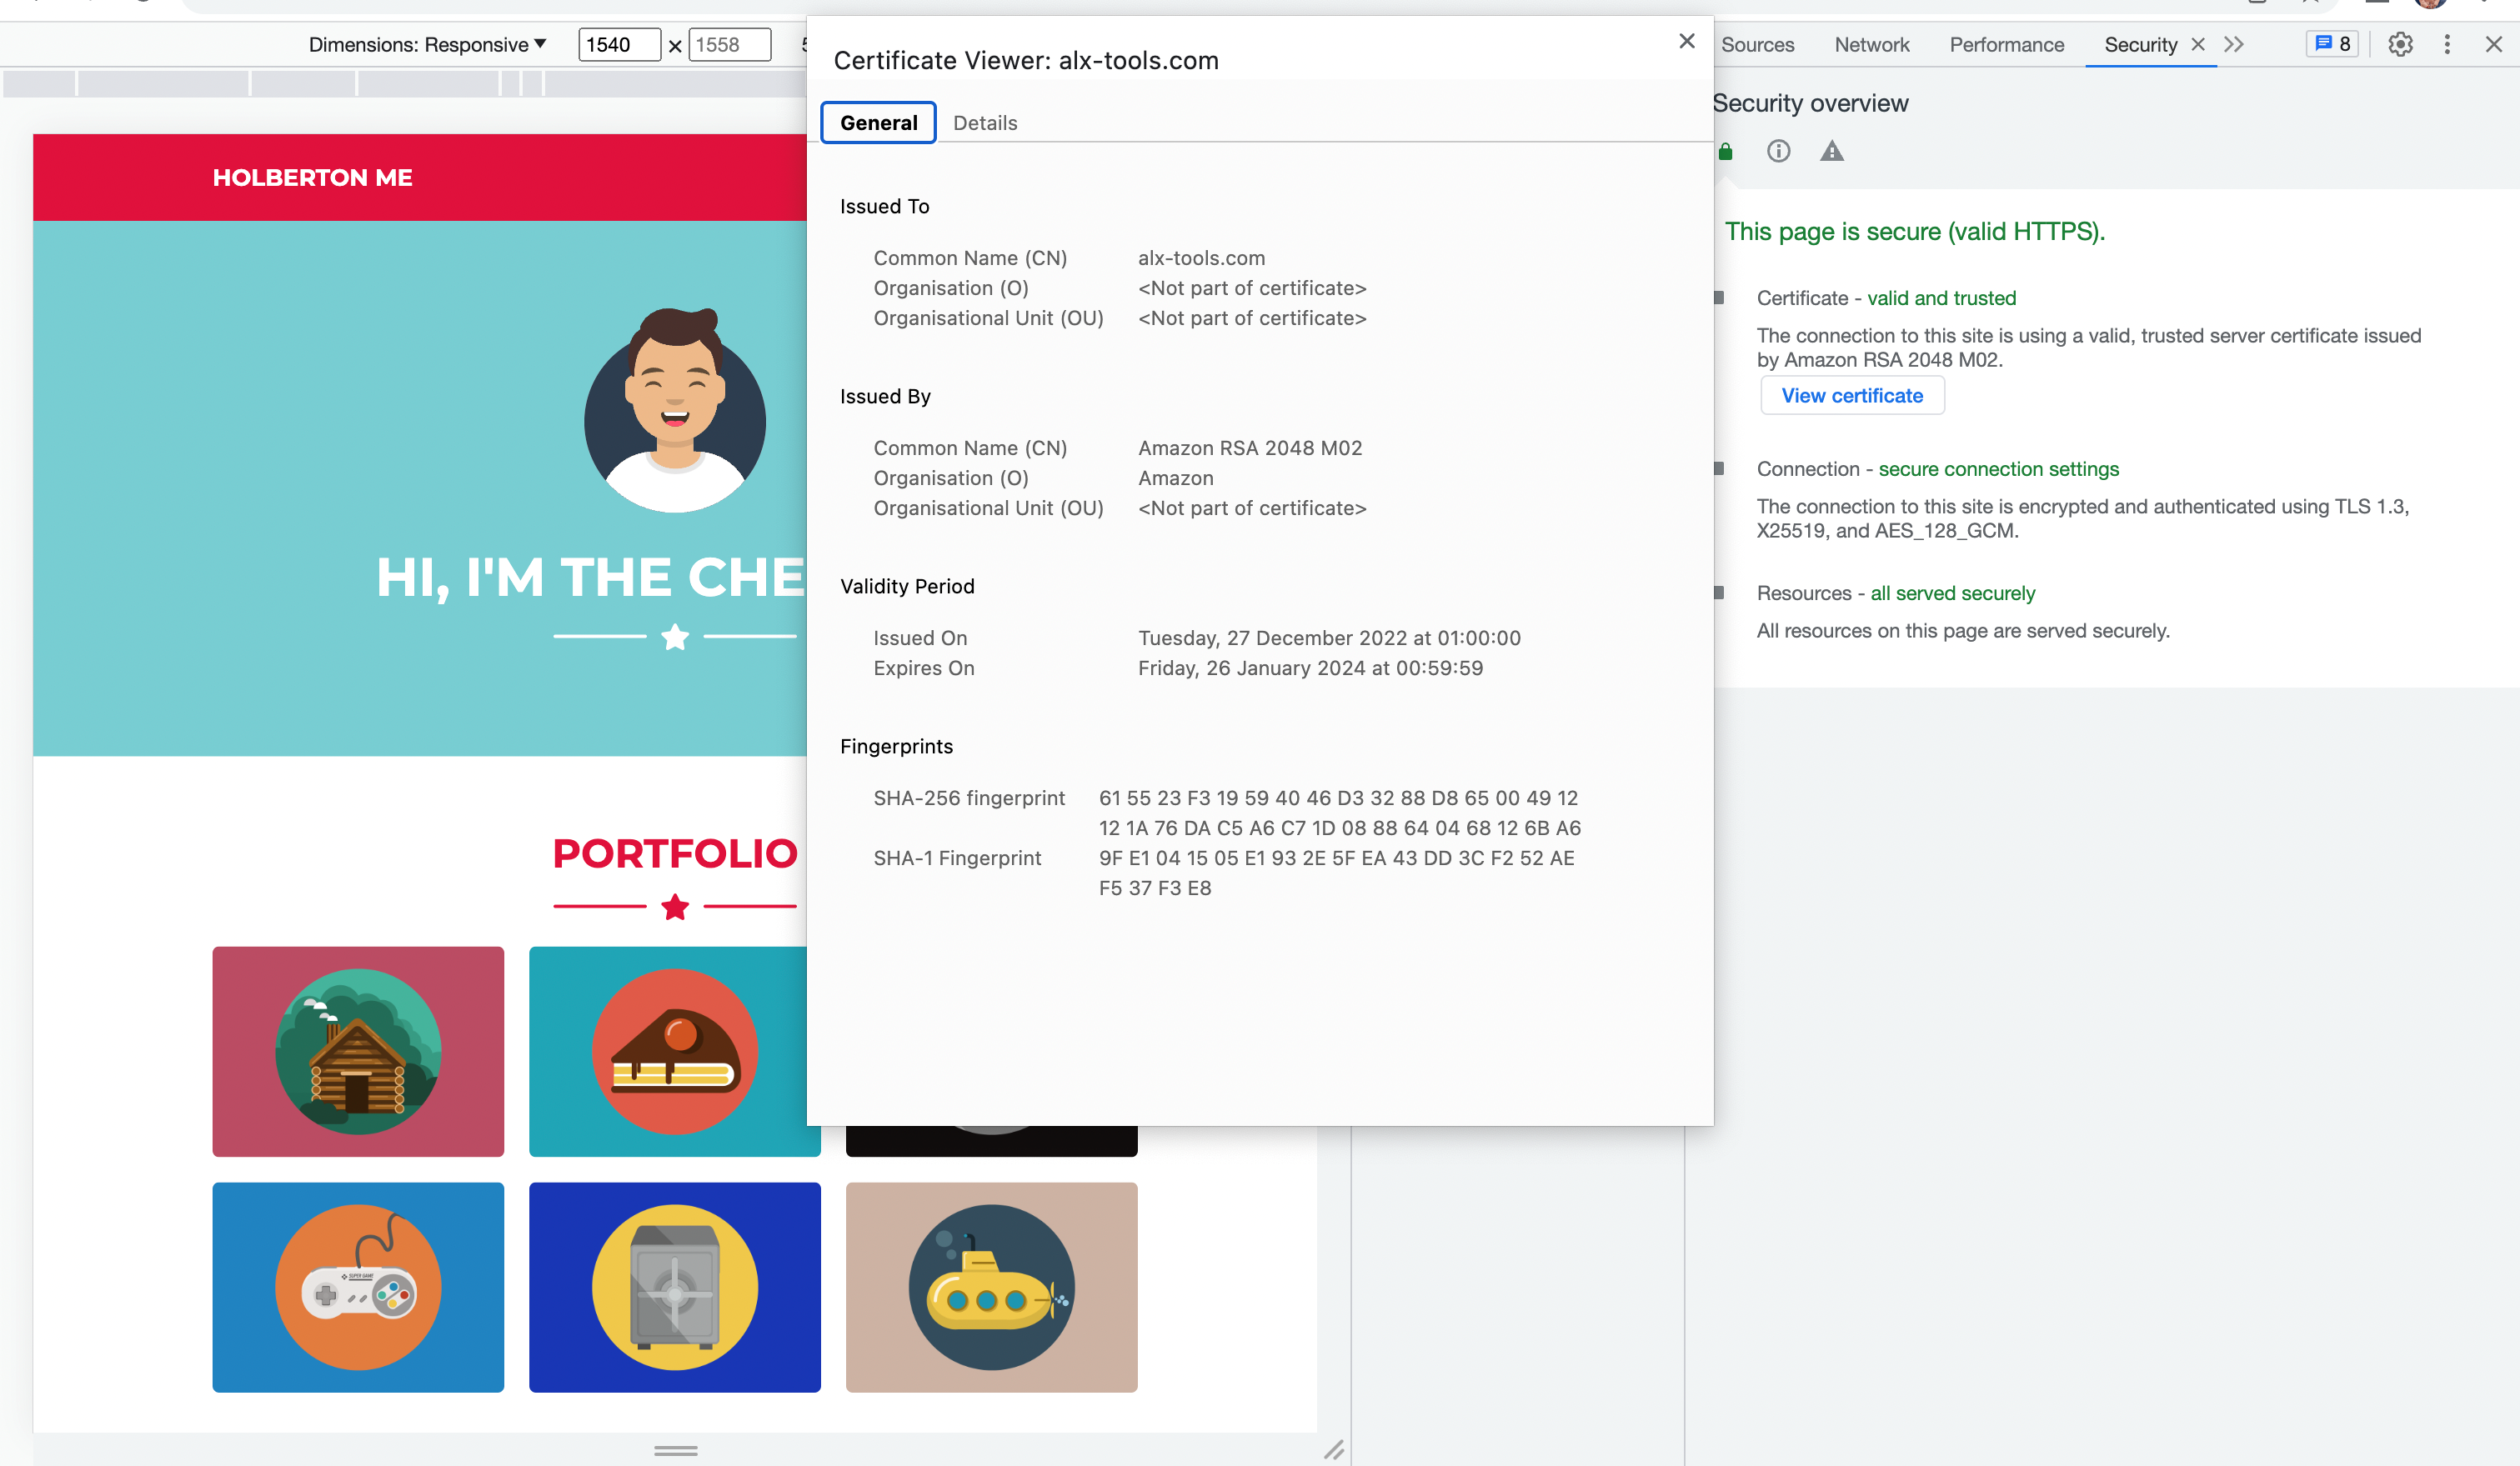 Dimensions: Responsive
1540 × 1558
HOLBERTON ME
HI, I'M THE CHE
PORTFOLIO
SUPER GAME
Certificate Viewer: alx-tools.com
General Details
Issued To
Common Name (CN) alx-tools.com
Organisation (O) <Not part of certificate>
Organisational Unit (OU) <Not part of certificate>
Issued By
Common Name (CN) Amazon RSA 2048 M02
Organisation (O) Amazon
Organisational Unit (OU) <Not part of certificate>
Validity Period
Issued On Tuesday, 27 December 2022 at 01:00:00
Expires On Friday, 26 January 2024 at 00:59:59
Fingerprints
SHA-256 fingerprint 61 55 23 F3 19 59 40 46 D3 32 88 D8 65 00 49 12
12 1A 76 DA C5 A6 C7 1D 08 88 64 04 68 12 6B A6
SHA-1 Fingerprint 9F E1 04 15 05 E1 93 2E 5F EA 43 DD 3C F2 52 AE
F5 37 F3 E8
Sources Network Performance Security 8
Security overview
This page is secure (valid HTTPS).
Certificate - valid and trusted
The connection to this site is using a valid, trusted server certificate issued
by Amazon RSA 2048 M02.
View certificate
Connection - secure connection settings
The connection to this site is encrypted and authenticated using TLS 1.3,
X25519, and AES_128_GCM.
Resources - all served securely
All resources on this page are served securely.